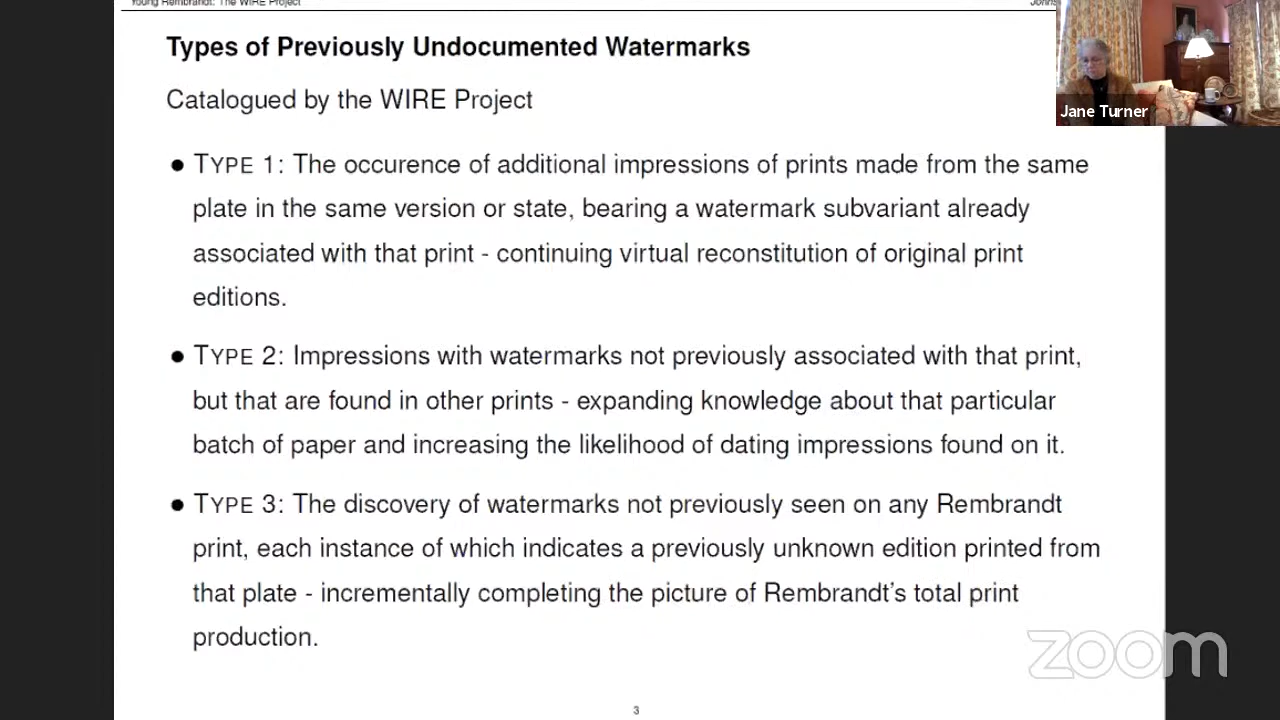 Young Rembrandt: The WIRE Project
Types of Previously Undocumented Watermarks
Jane Turner
Catalogued by the WIRE Project
● TYPE 1: The occurence of additional impressions of prints made from the same
plate in the same version or state, bearing a watermark subvariant already
associated with that print - continuing virtual reconstitution of original print
editions.
● TYPE 2: Impressions with watermarks not previously associated with that print,
but that are found in other prints - expanding knowledge about that particular
batch of paper and increasing the likelihood of dating impressions found on it.
● TYPE 3: The discovery of watermarks not previously seen on any Rembrandt
print, each instance of which indicates a previously unknown edition printed from
that plate - incrementally completing the picture of Rembrandt's total print
production.
zoom
3